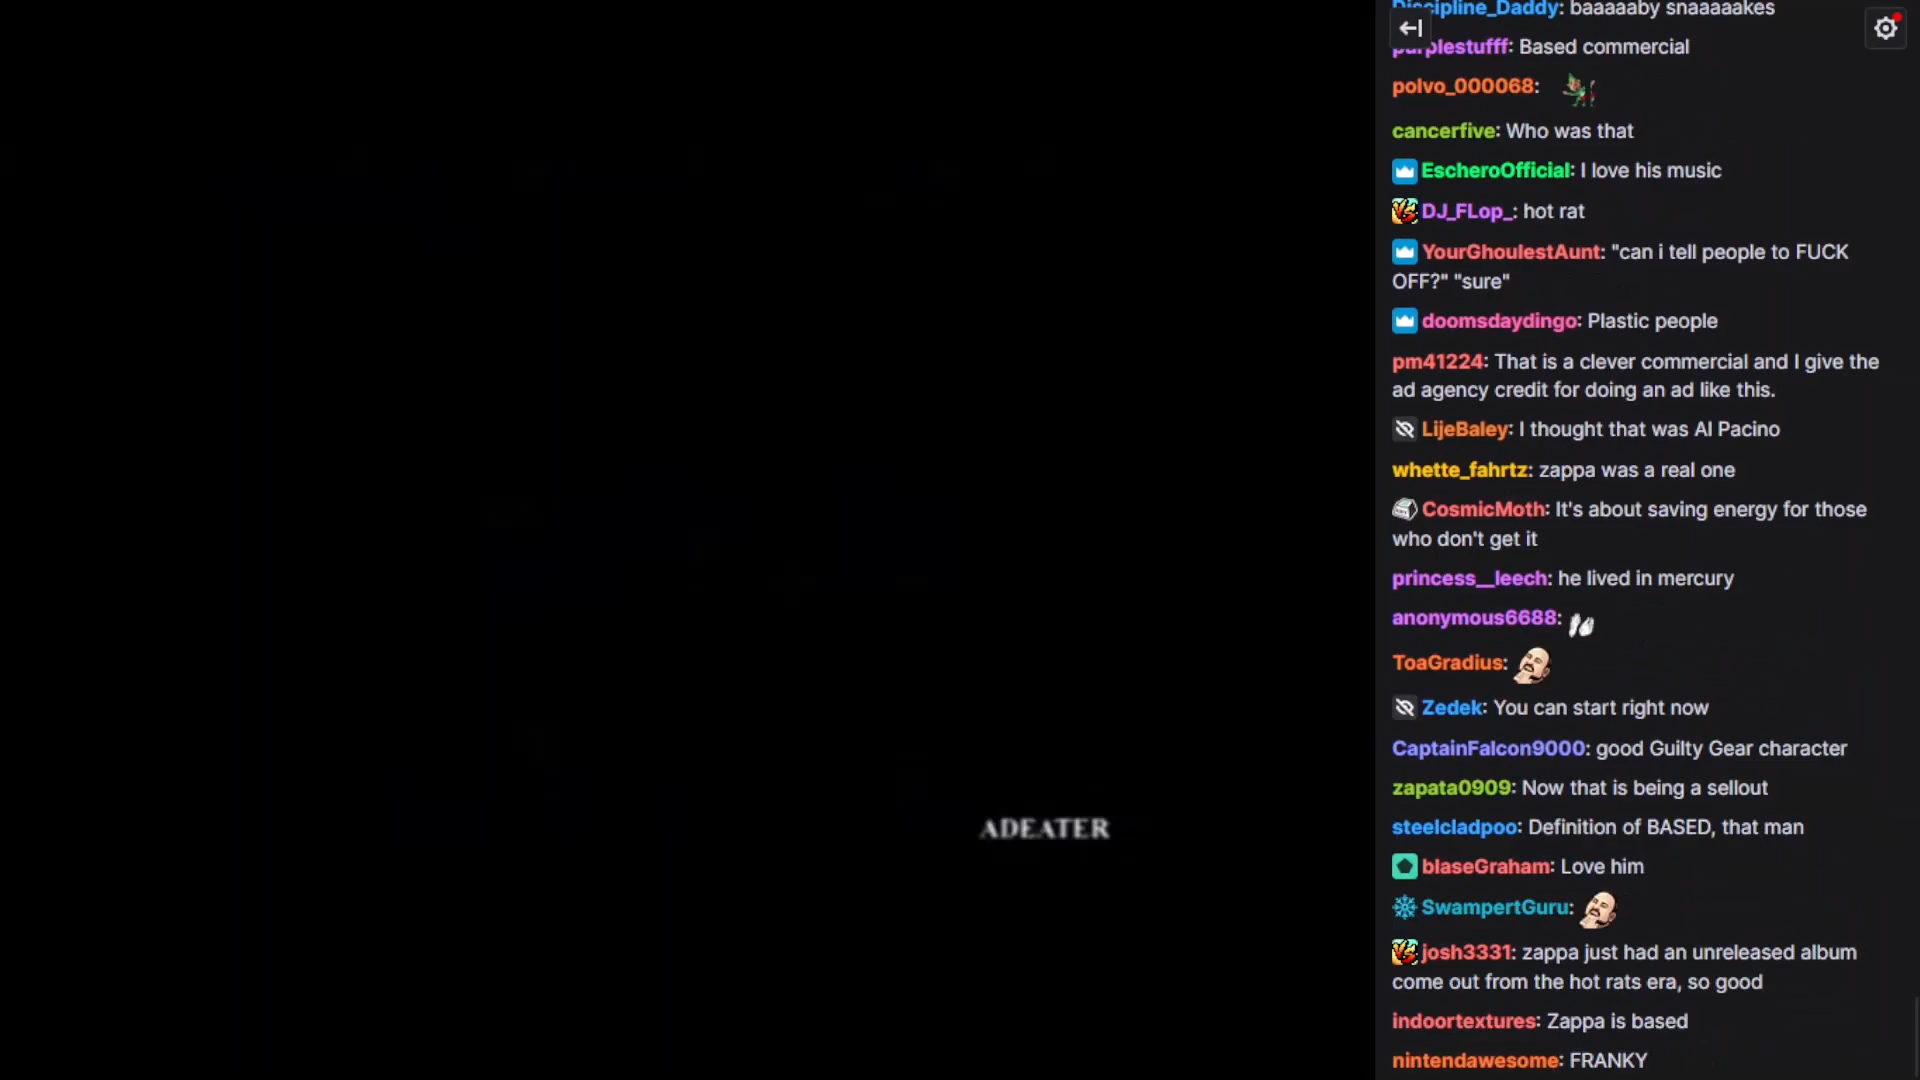 Discipline_Daddy: baaaaaby snaaaaakes
purplestufff: Based commercial
polvo_000068:
cancerfive: Who was that
EscheroOfficial: I love his music
DJ_FLop_: hot rat
YourGhoulestAunt: "can i tell people to FUCK
OFF?" "sure"
doomsdaydingo: Plastic people
pm41224: That is a clever commercial and I give the
ad agency credit for doing an ad like this.
LijeBaley: I thought that was Al Pacino
whette_fahrtz: zappa was a real one
CosmicMoth: It's about saving energy for those
who don't get it
princess__leech: he lived in mercury
anonymous6688:
ToaGradius:
Zedek: You can start right now
CaptainFalcon9000: good Guilty Gear character
zapata0909: Now that is being a sellout
steelcladpoo: Definition of BASED, that man
ADEATER
blaseGraham: Love him
SwampertGuru:
josh3331: zappa just had an unreleased album
come out from the hot rats era, so good
indoortextures: Zappa is based
nintendawesome: FRANKY